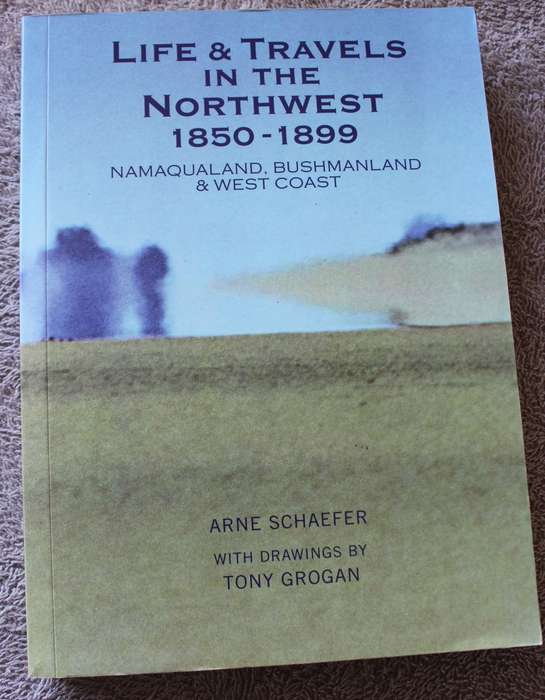 LIFE & TRAVELS
IN THE
NORTHWEST
1850 - 1899
NAMAQUALAND, BUSHMANLAND
& WEST COAST
ARNE SCHAEFER
WITH DRAWINGS BY
TONY GROGAN